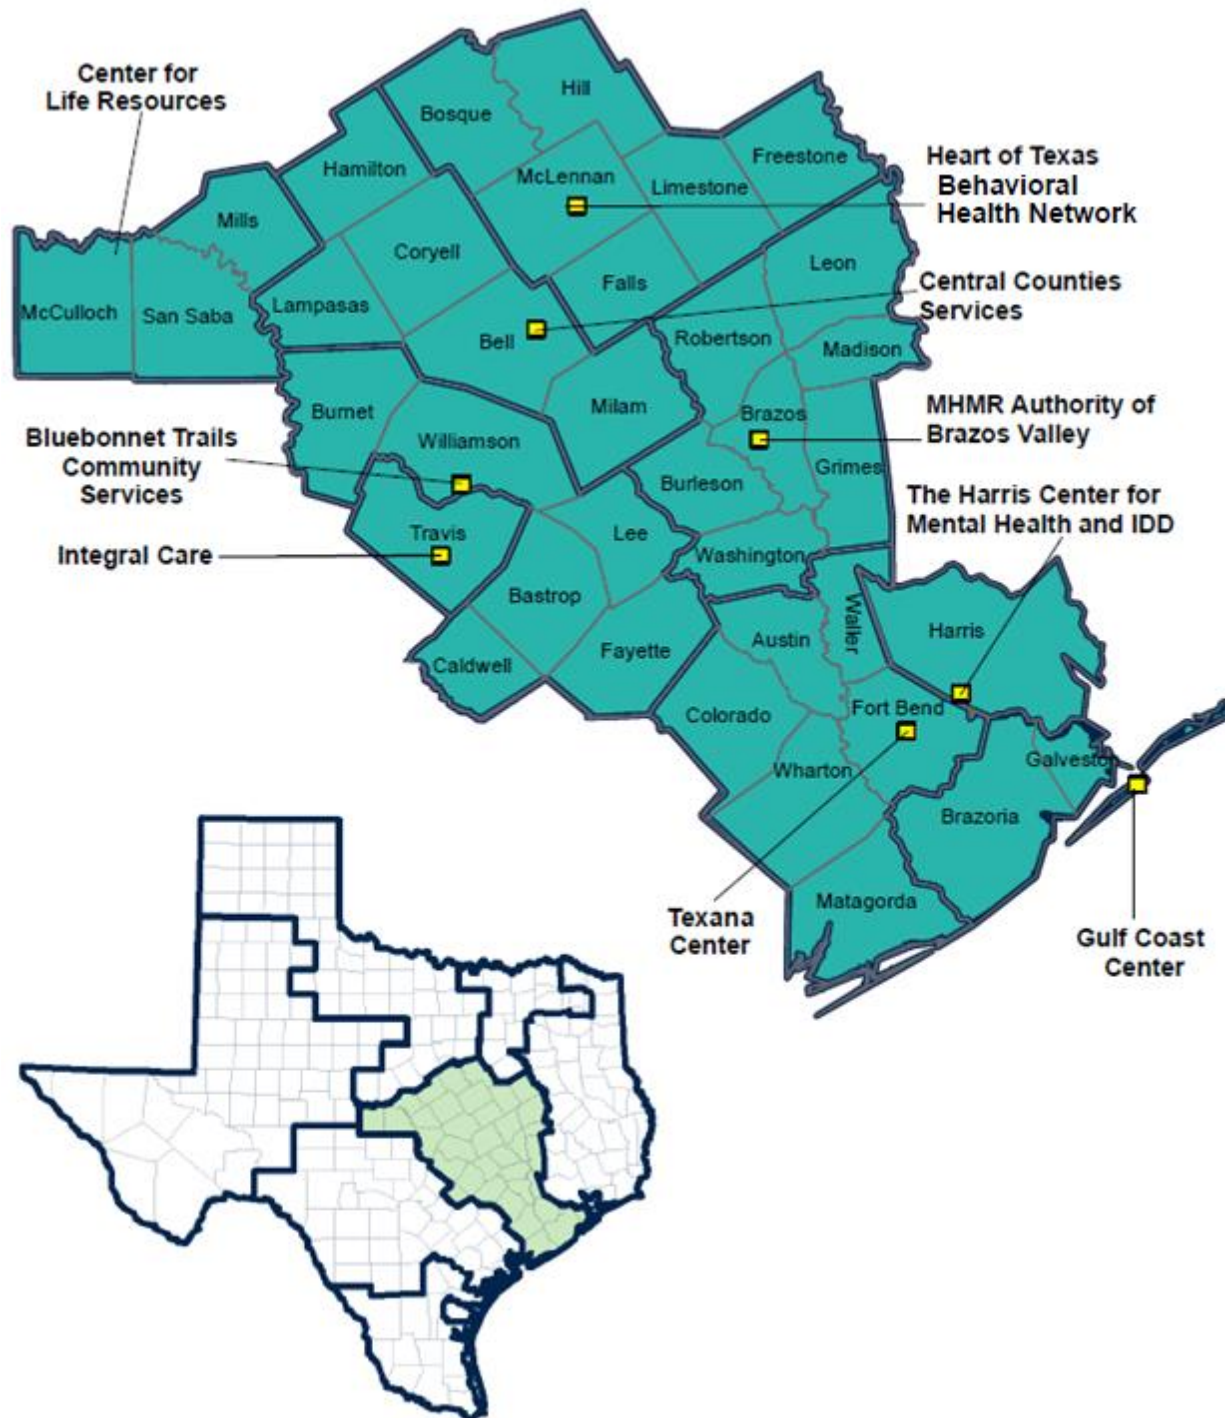 Center for
Life Resources
Hill
Bosque
Freestone
Hamilton
McLennan
Limestone
Heart of Texas
Behavioral
Health Network
Mills
Coryell
Leon
Falls
Central Counties
Services
McCulloch
San Saba
Lampasas
Bell
Robertson
Madison
Burnet
Milam
Brazos
MHMR Authority of
Brazos Valley
Bluebonnet Trails
Community
Services
Williamson
Grimes
Burleson
The Harris Center for
Mental Health and IDD
Travis
Lee
Integral Care
Washington
Bastrop
Waller
Harris
Austin
Fayette
Caldwell
Colorado
Fort Bend
Galveston
Wharton
Brazoria
Matagorda
Texana
Center
Gulf Coast
Center